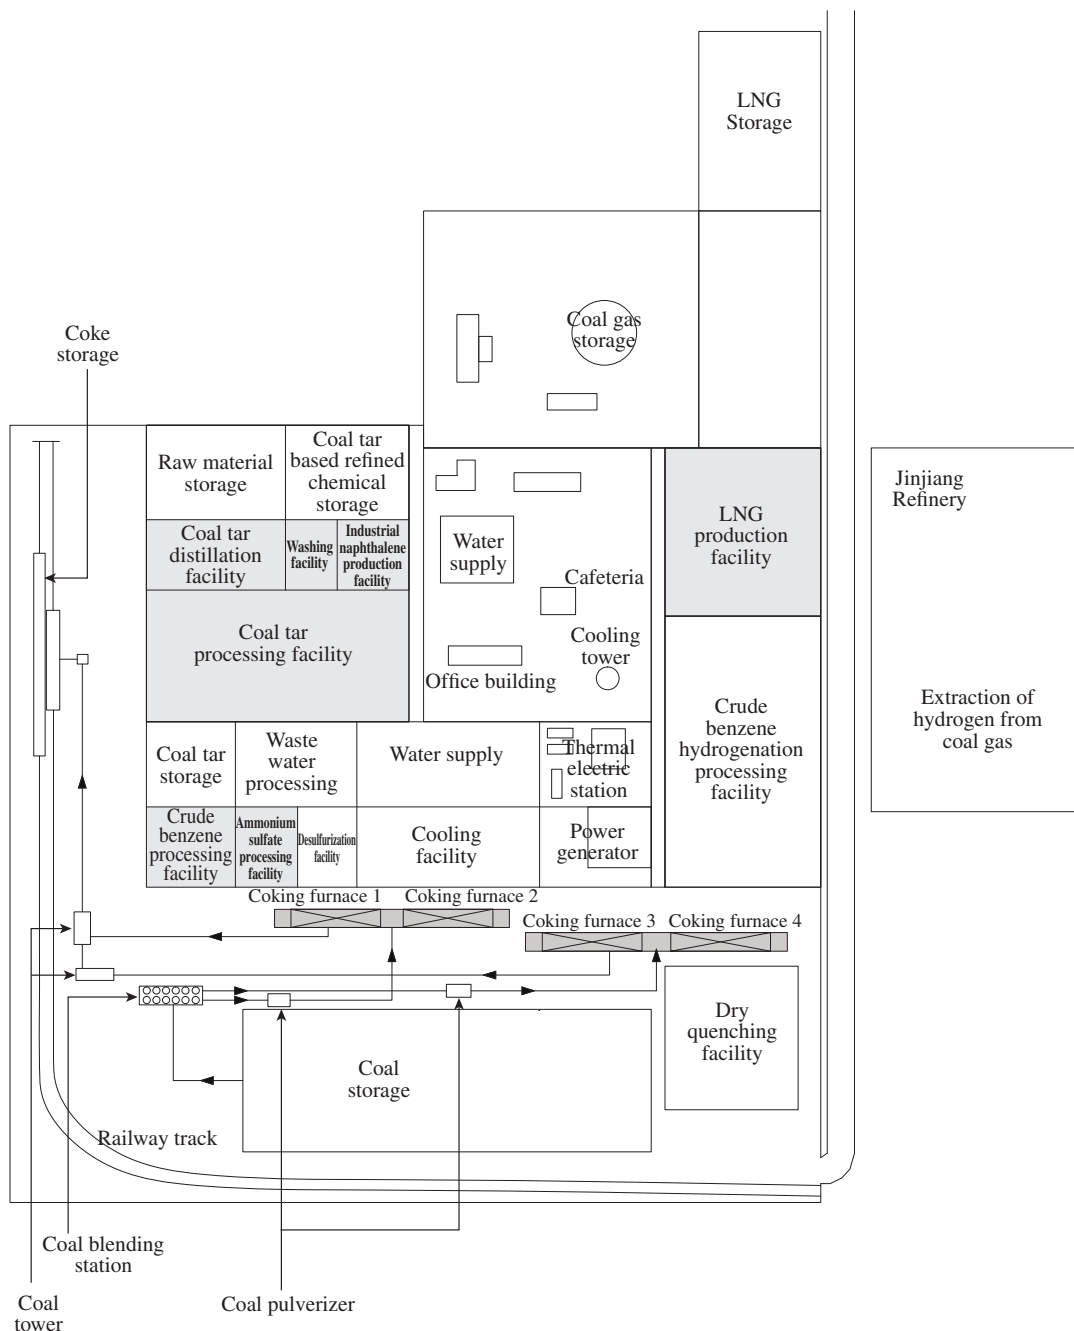 LNG
Storage
Coal gas
storage
Coke
storage
Raw material
storage
Coal tar
based refined
chemical
storage
Coal tar
distillation
facility
Washing
facility
Industrial
naphthalene
production
facility
Coal tar
processing facility
Water
supply
Cafeteria
Cooling
tower
Office building
LNG
production
facility
Jinjiang
Refinery
Extraction of
hydrogen from
coal gas
Crude
benzene
hydrogenation
processing
facility
Coal tar
storage
Waste
water
processing
Water supply
Thermal
electric
station
Crude
benzene
processing
facility
Ammonium
sulfate
processing
facility
Desulfurization
facility
Cooling
facility
Power
generator
Coking furnace 1
Coking furnace 2
Coking furnace 3
Coking furnace 4
Dry
quenching
facility
Coal
storage
Railway track
Coal blending
station
Coal
tower
Coal pulverizer